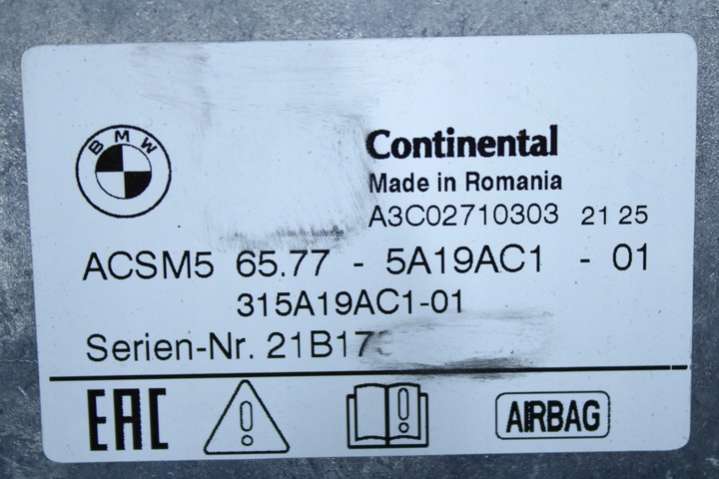 BMW
Continental
Made in Romania
A3C02710303 21 25
ACSM5 65.77 - 5A19AC1 - 01
315A19AC1-01
Serien-Nr. 21B17
EAC
AIRBAG